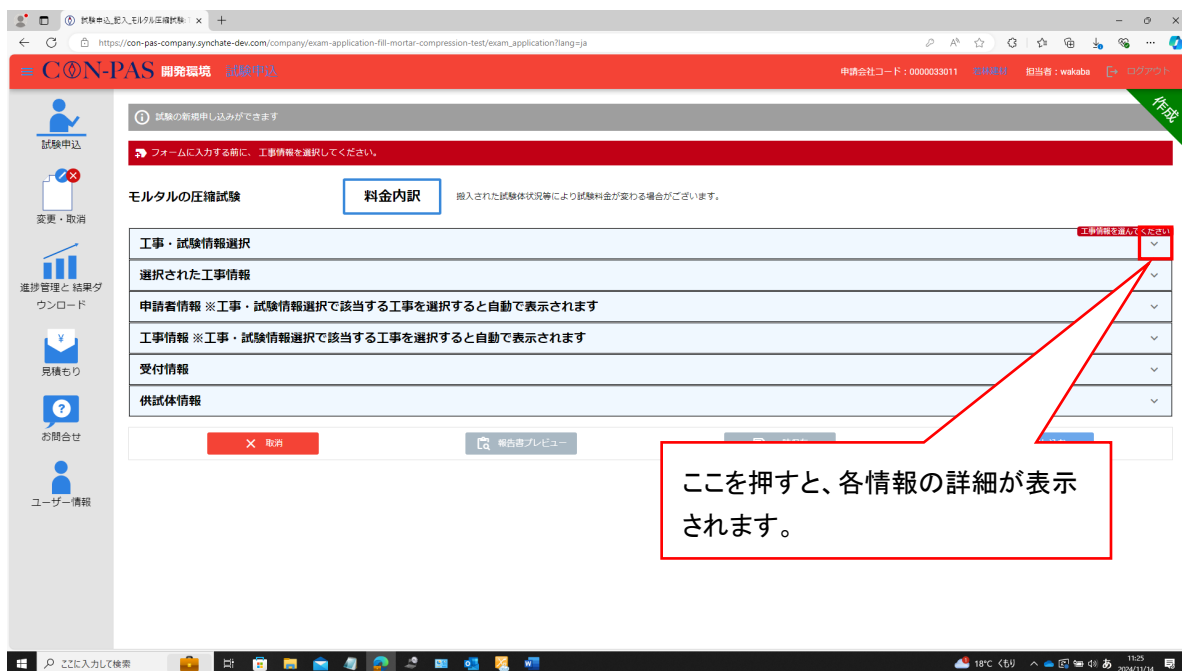 試験申込_記入_モルタル圧縮試験
https://con-pas-company.synchate-dev.com/company/exam-application-fill-mortar-compression-test/exam_application?lang=ja
CON-PAS 開発環境 試験申込
申請会社コード：0000033011
担当者：wakaba
ログアウト
作成
試験申込
変更・取消
進捗管理と 結果ダ
ウンロード
見積もり
お問合せ
ユーザー情報
試験の新規申し込みができます
フォームに入力する前に、工事情報を選択してください。
モルタルの圧縮試験
料金内訳
搬入された試験体状況等により試験料金が変わる場合がございます。
工事情報を選んでください
工事・試験情報選択
選択された工事情報
申請者情報 ※工事・試験情報選択で該当する工事を選択すると自動で表示されます
工事情報 ※工事・試験情報選択で該当する工事を選択すると自動で表示されます
受付情報
供試体情報
取消
報告書プレビュー
ここを押すと、各情報の詳細が表示
されます。
ここに入力して検索
18°C くもり
あ
11:25
2024/11/14